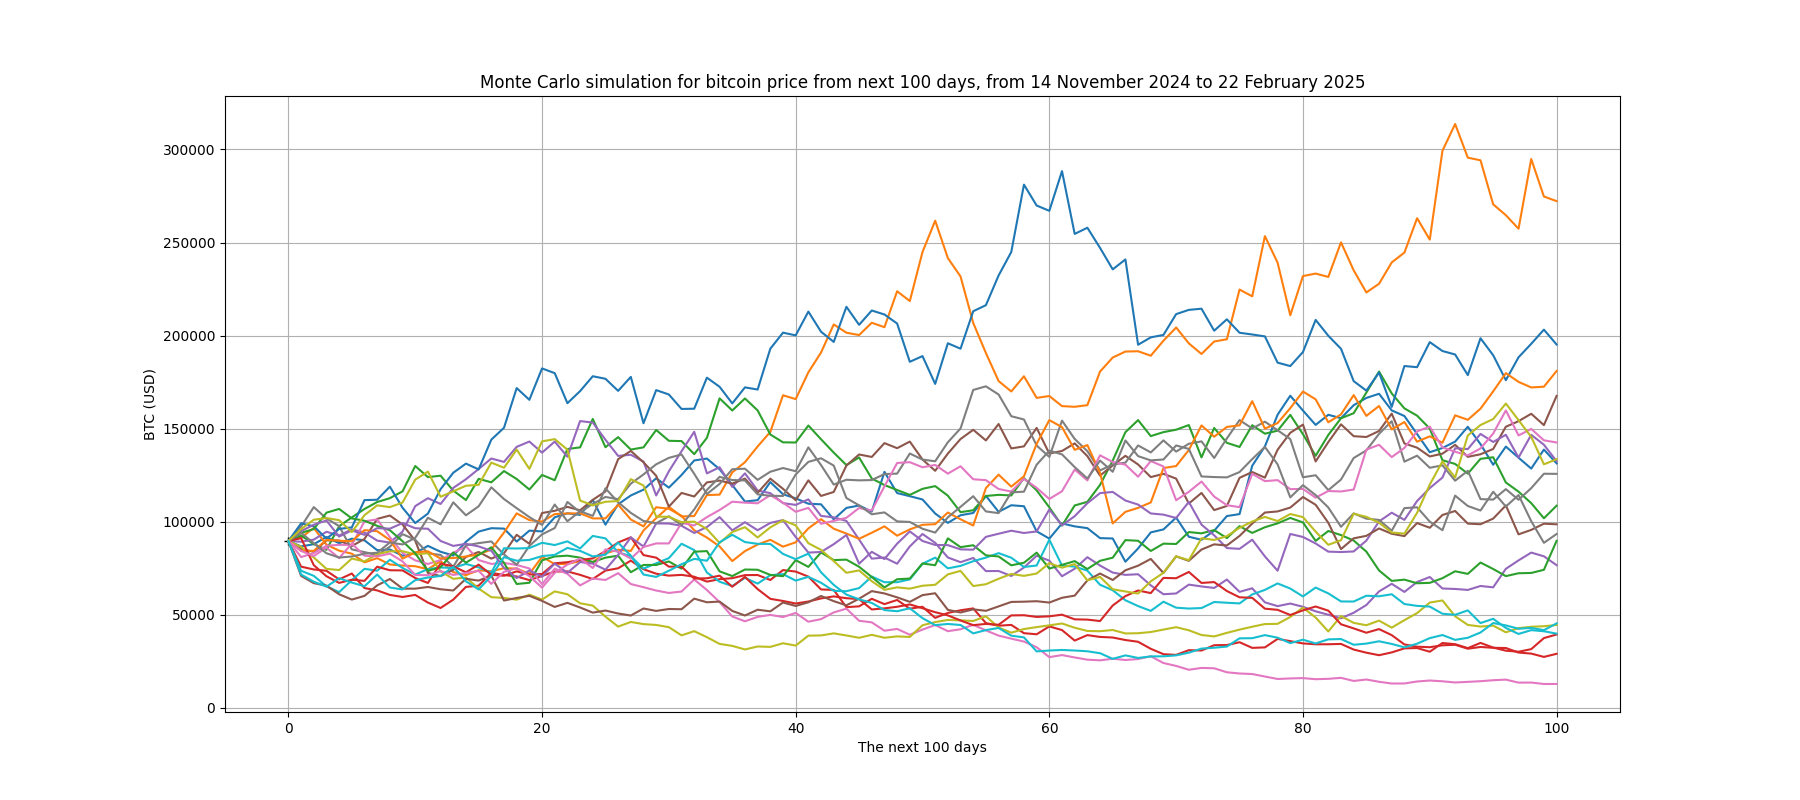 Monte Carlo simulation for bitcoin price from next 100 days, from 14 November 2024 to 22 February 2025
300000
250000
200000
150000
100000
50000
0
BTC (USD)
0 20 40 60 80 100
The next 100 days